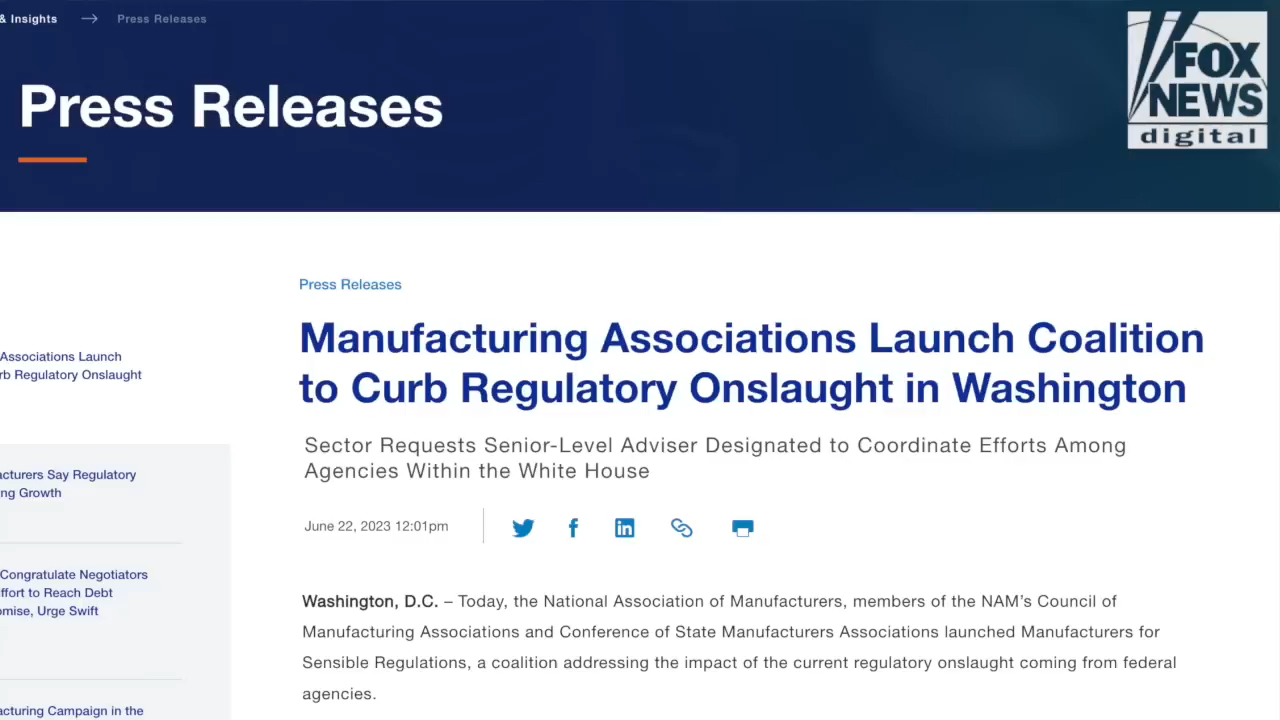 & Insights → Press Releases
FOX
NEWS
digital
Press Releases
Press Releases
Manufacturing Associations Launch Coalition
to Curb Regulatory Onslaught in Washington
Sector Requests Senior-Level Adviser Designated to Coordinate Efforts Among
Agencies Within the White House
June 22, 2023 12:01pm
Washington, D.C. – Today, the National Association of Manufacturers, members of the NAM’s Council of
Manufacturing Associations and Conference of State Manufacturers Associations launched Manufacturers for
Sensible Regulations, a coalition addressing the impact of the current regulatory onslaught coming from federal
agencies.
Associations Launch
rb Regulatory Onslaught
acturers Say Regulatory
ng Growth
Congratulate Negotiators
ffort to Reach Debt
omise, Urge Swift
acturing Campaign in the